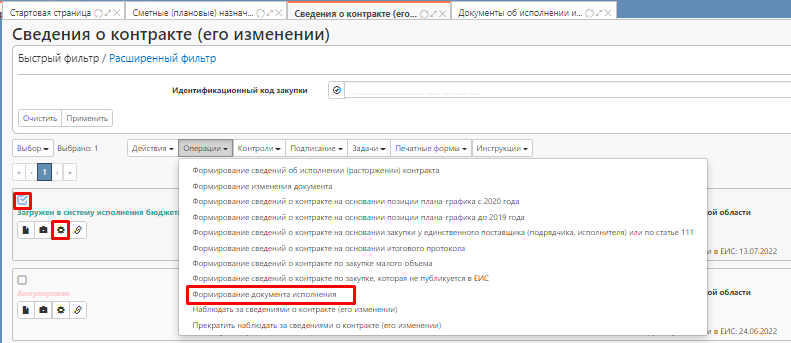 Стартовая страница
Сметные (плановые) назнач...
Сведения о контракте (его...
Документы об исполнении и...
Сведения о контракте (его изменении)
Быстрый фильтр / Расширенный фильтр
Идентификационный код закупки
Очистить Применить
Выбор Выбрано: 1 Действия Операции Контроли Подписание Задачи Печатные формы Инструкции
« ‹ 1 › »
Формирование сведений об исполнении (расторжении) контракта
Формирование изменения документа
Формирование сведений о контракте на основании позиции плана-графика с 2020 года
Формирование сведений о контракте на основании позиции плана-графика до 2019 года
Формирование сведений о контракте на основании закупки у единственного поставщика (подрядчика, исполнителя) или по статье 111
Формирование сведений о контракте на основании итогового протокола
Формирование сведений о контракте по закупке малого объема
Формирование сведений о контракте по закупке, которая не публикуется в ЕИС
Формирование документа исполнения
Наблюдать за сведениями о контракте (его изменении)
Прекратить наблюдать за сведениями о контракте (его изменении)
Загружен в систему исполнения бюджета
ой области
и в ЕИС: 13.07.2022
Аннулирован
ой области
в ЕИС: 24.06.2022